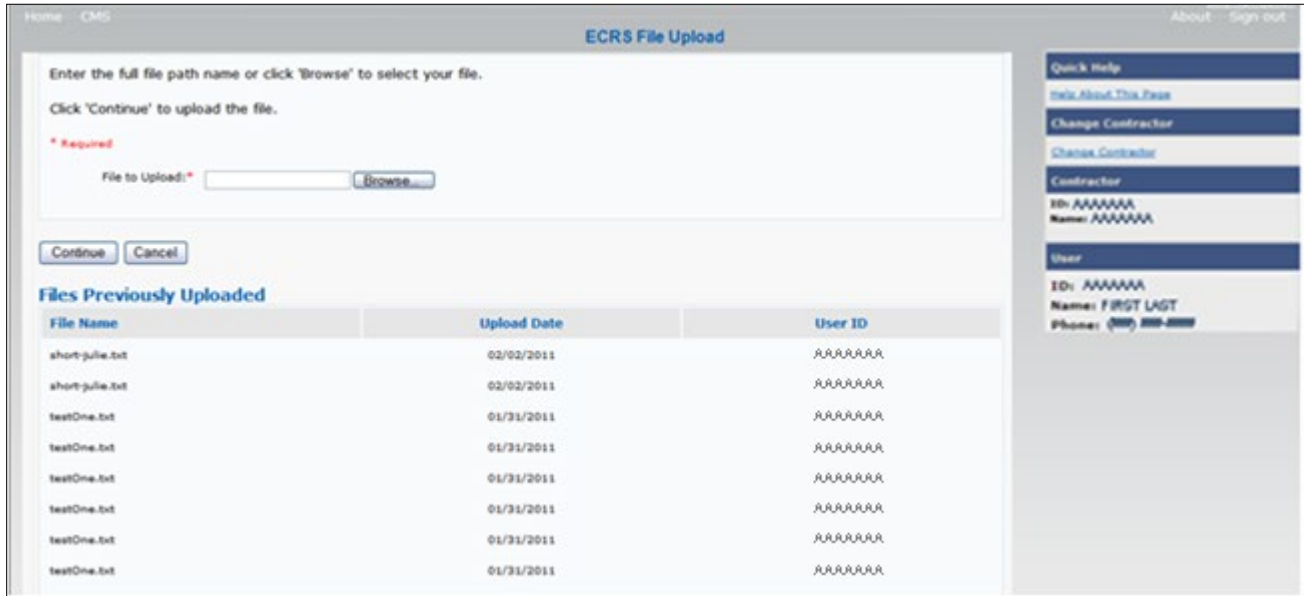 Home CMS About Sign out
ECRS File Upload
Enter the full file path name or click 'Browse' to select your file.
Click 'Continue' to upload the file.
* Required
File to Upload:* Browse...
Continue Cancel
Files Previously Uploaded
File Name Upload Date User ID
short-julie.txt 02/02/2011 AAAAAAA
short-julie.txt 02/02/2011 AAAAAAA
testOne.txt 01/31/2011 AAAAAAA
testOne.txt 01/31/2011 AAAAAAA
testOne.txt 01/31/2011 AAAAAAA
testOne.txt 01/31/2011 AAAAAAA
testOne.txt 01/31/2011 AAAAAAA
testOne.txt 01/31/2011 AAAAAAA
Quick Help
Help About This Page
Change Contractor
Change Contractor
Contractor
ID: AAAAAAA
Name: AAAAAAA
User
ID: AAAAAAA
Name: FIRST LAST
Phone: